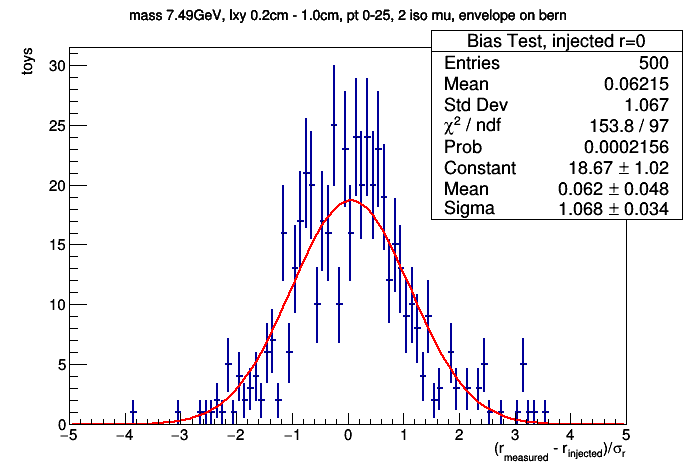 mass 7.49GeV, lxy 0.2cm - 1.0cm, pt 0-25, 2 iso mu, envelope on bern
Bias Test, injected r=0
Entries 500
Mean 0.06215
Std Dev 1.067
χ² / ndf 153.8 / 97
Prob 0.0002156
Constant 18.67 ± 1.02
Mean 0.062 ± 0.048
Sigma 1.068 ± 0.034
toys
30
25
20
15
10
5
0
−5 −4 −3 −2 −1 0 1 2 3 4 5
(r_measured - r_injected)/σ_r